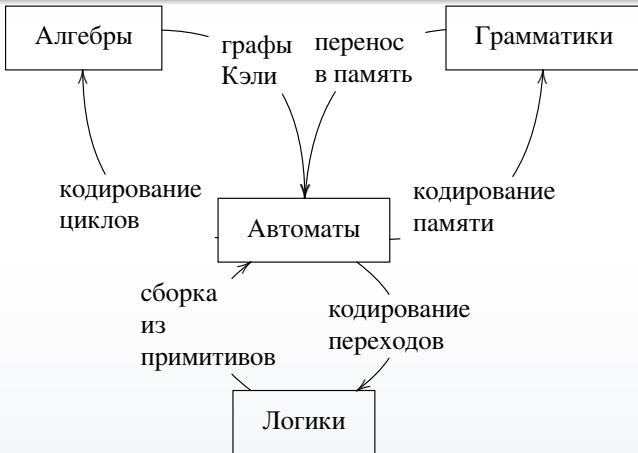 Алгебры
Грамматики
графы
Кэли
перенос
в память
кодирование
циклов
Автоматы
кодирование
памяти
сборка
из
примитивов
кодирование
переходов
Логики